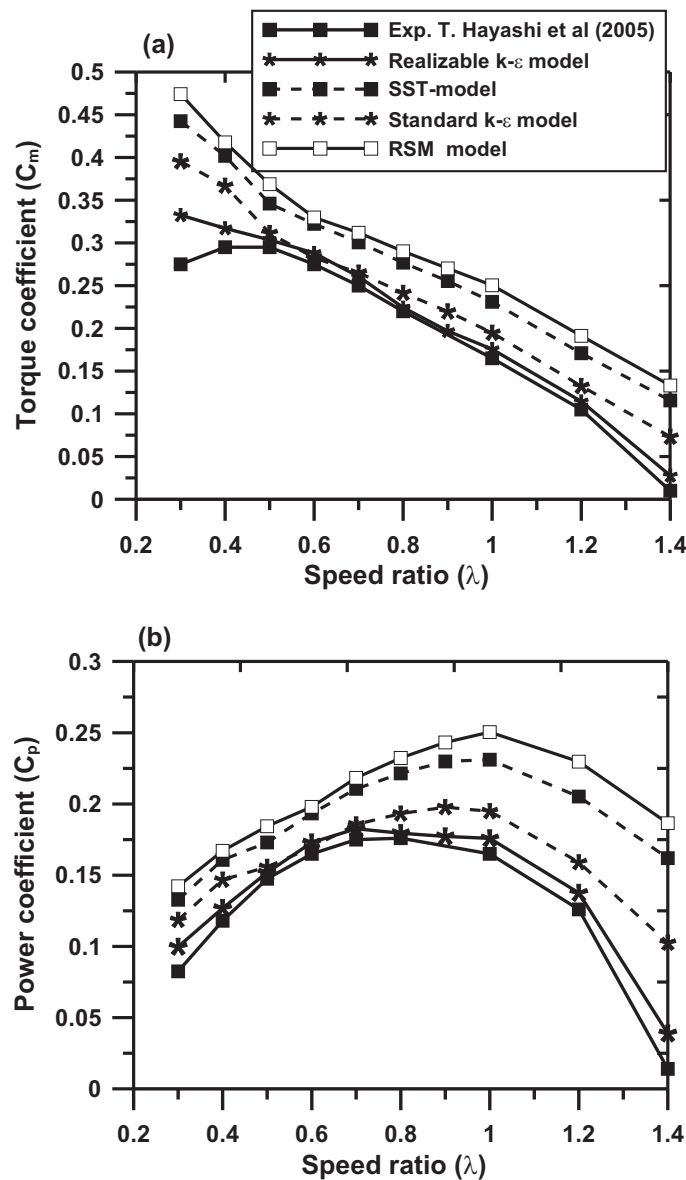 (a)
Exp. T. Hayashi et al (2005)
Realizable k-ε model
SST-model
Standard k-ε model
RSM model
0.5
0.45
0.4
0.35
0.3
0.25
0.2
0.15
0.1
0.05
0
Torque coefficient (Cₘ)
0.2 0.4 0.6 0.8 1 1.2 1.4
Speed ratio (λ)
(b)
0.3
0.25
0.2
0.15
0.1
0.05
0
Power coefficient (Cₚ)
0.2 0.4 0.6 0.8 1 1.2 1.4
Speed ratio (λ)